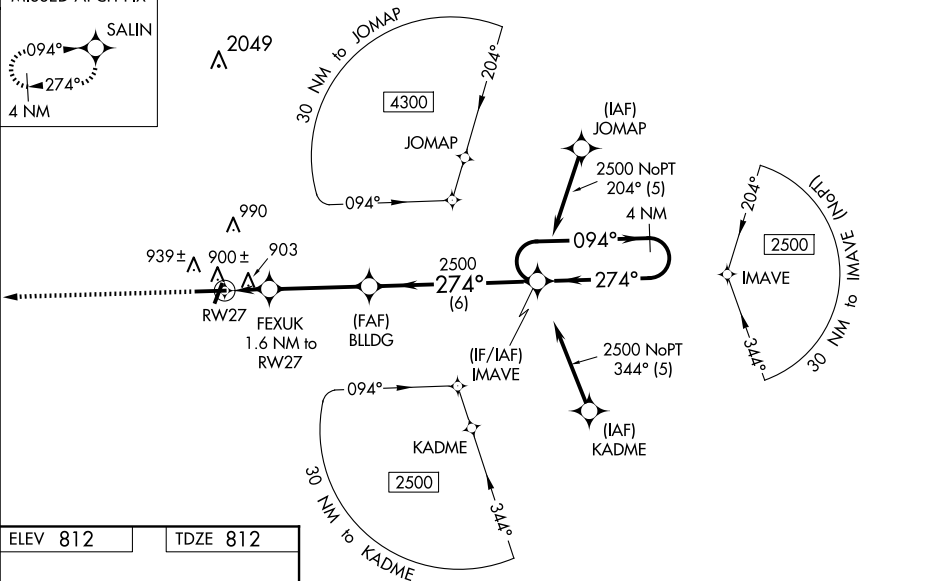 MISSED APCH FIX
SALIN
094°
274°
4 NM
2049
30 NM to JOMAP
204°
4300
JOMAP
094°
(IAF)
JOMAP
2500 NoPT
204° (5)
4 NM
094°
274°
204°
30 NM to IMAVE (NoPT)
2500
IMAVE
344°
990
939±
900±
903
2500
274°
(6)
RW27
FEXUK
1.6 NM to
RW27
(FAF)
BLLDG
(IF/IAF)
IMAVE
2500 NoPT
344° (5)
(IAF)
KADME
094°
KADME
2500
344°
30 NM to KADME
ELEV 812
TDZE 812